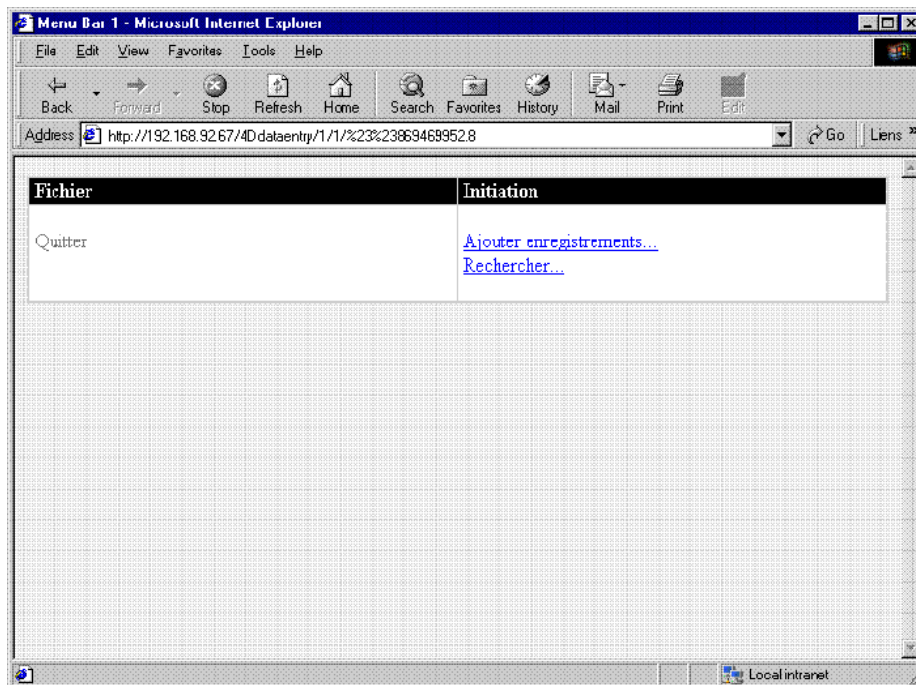 Menu Bar 1 - Microsoft Internet Explorer
File Edit View Favorites Tools Help
Back Forward Stop Refresh Home Search Favorites History Mail Print Edit
Address http://192.168.92.67/4Ddataentry/1/1/%23%23869469952.8 Go Liens »
Fichier Initiation
Quitter Ajouter enregistrements...
Rechercher...
Local intranet